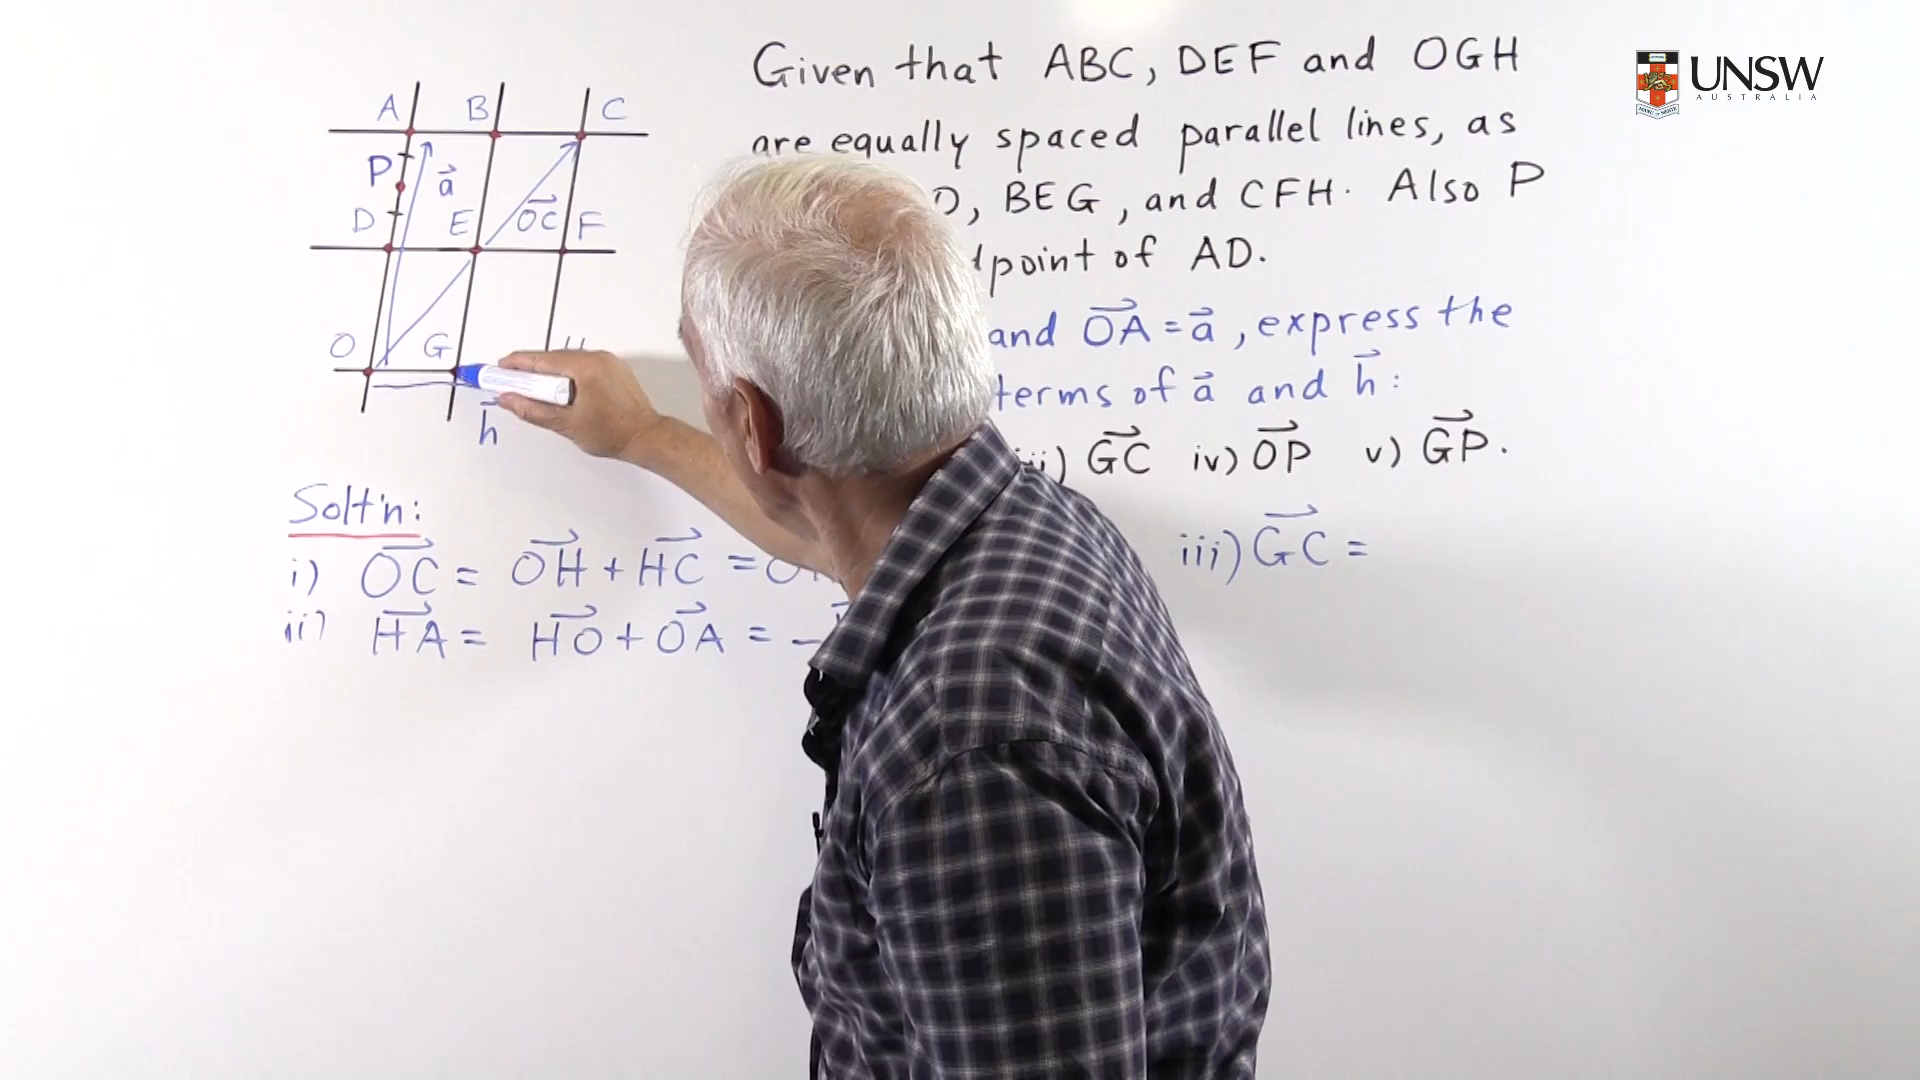 A B C
P a⃗
D E OC⃗ F
O G
h⃗
Given that ABC, DEF and OGH
are equally spaced parallel lines, as
BEG, and CFH. Also P
of AD.
and OA⃗ = a⃗, express the
terms of a⃗ and h⃗:
GC⃗ iv) OP⃗ v) GP⃗.
Solt'n:
i) OC⃗ = OH⃗ + HC⃗ =
ii) HA⃗ = HO⃗ + OA⃗ = –
iii) GC⃗ =
UNSW
AUSTRALIA